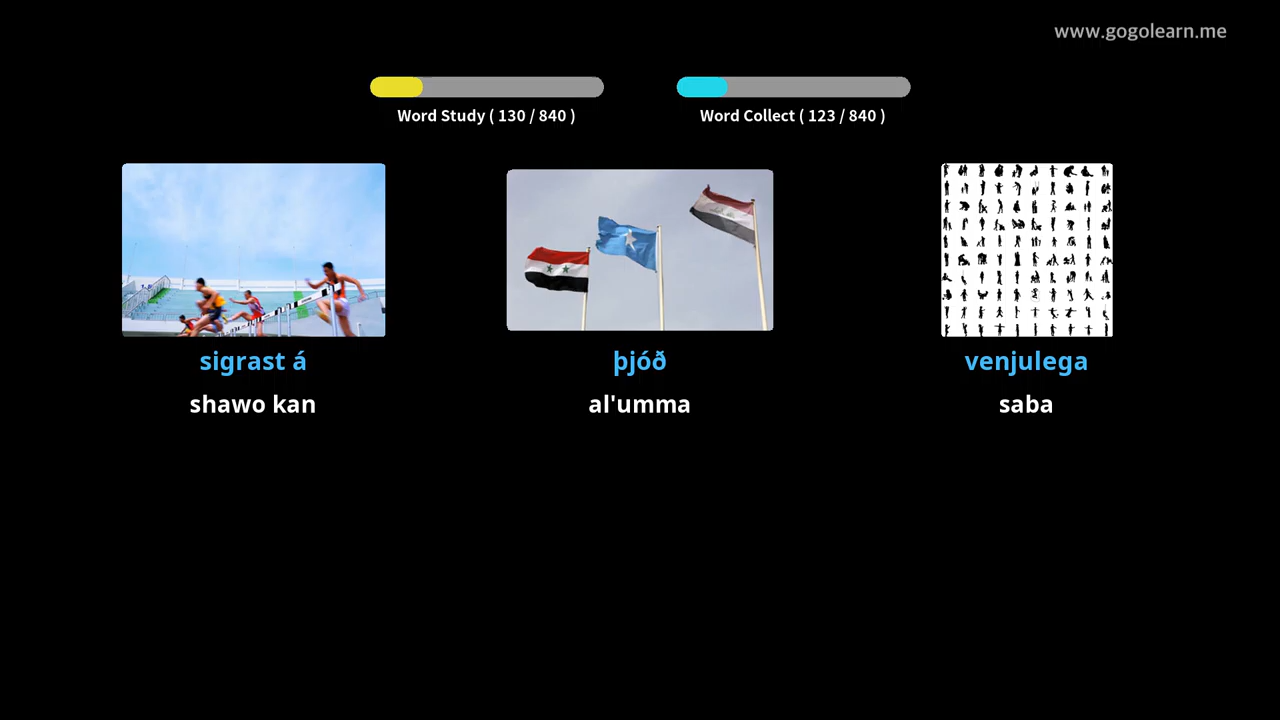 www.gogolearn.me
Word Study ( 130 / 840 )
Word Collect ( 123 / 840 )
sigrast á
þjóð
venjulega
shawo kan
al'umma
saba